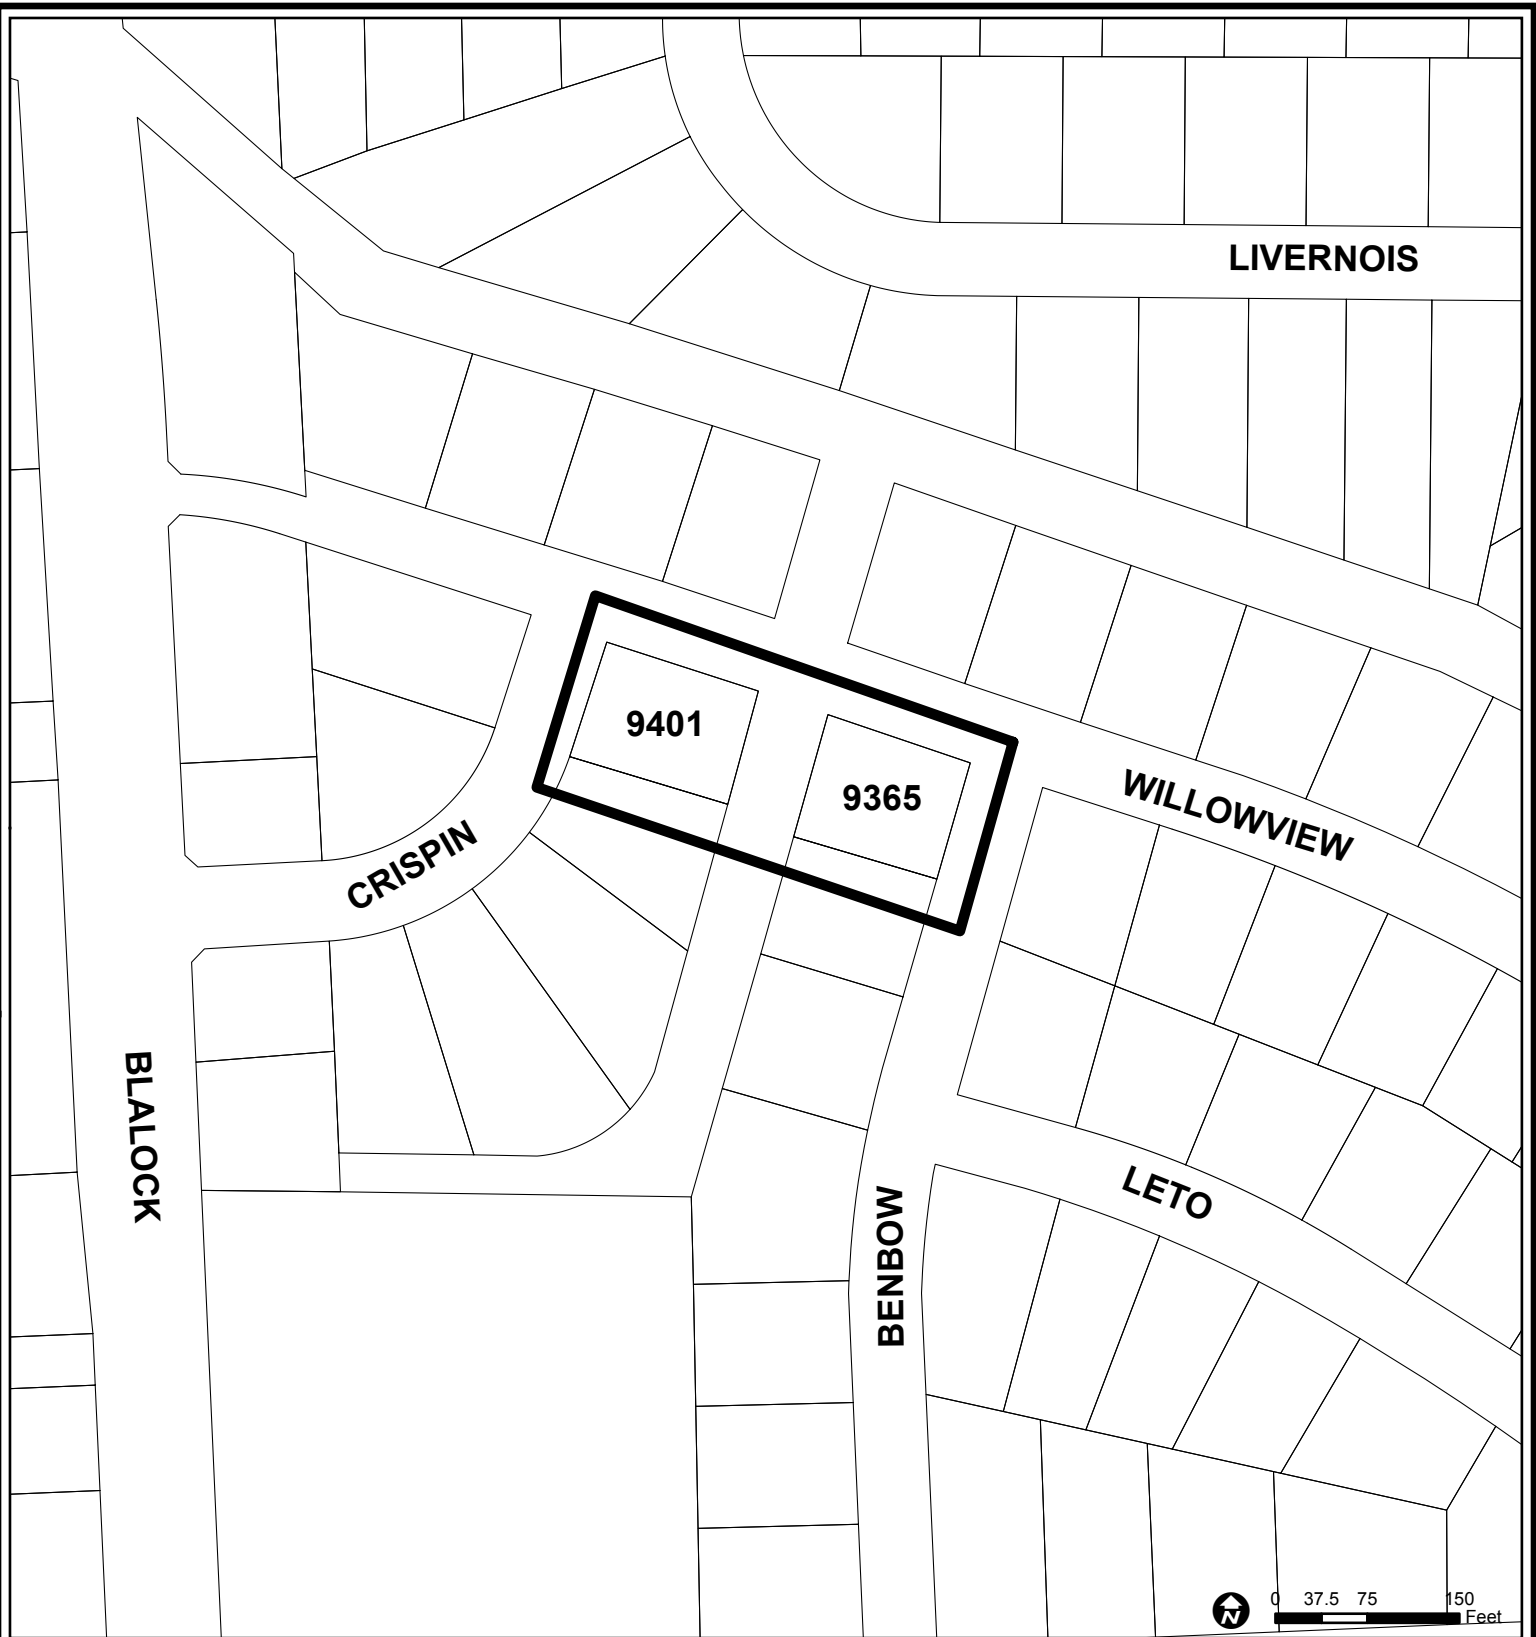 LIVERNOIS
9401
9365
WILLOWVIEW
CRISPIN
BLALOCK
LETO
BENBOW
N
0 37.5 75 150
Feet